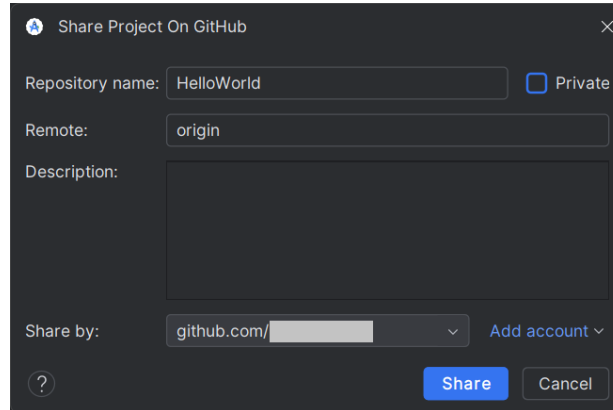 Share Project On GitHub
Repository name: HelloWorld Private
Remote: origin
Description:
Share by: github.com/ Add account
? Share Cancel